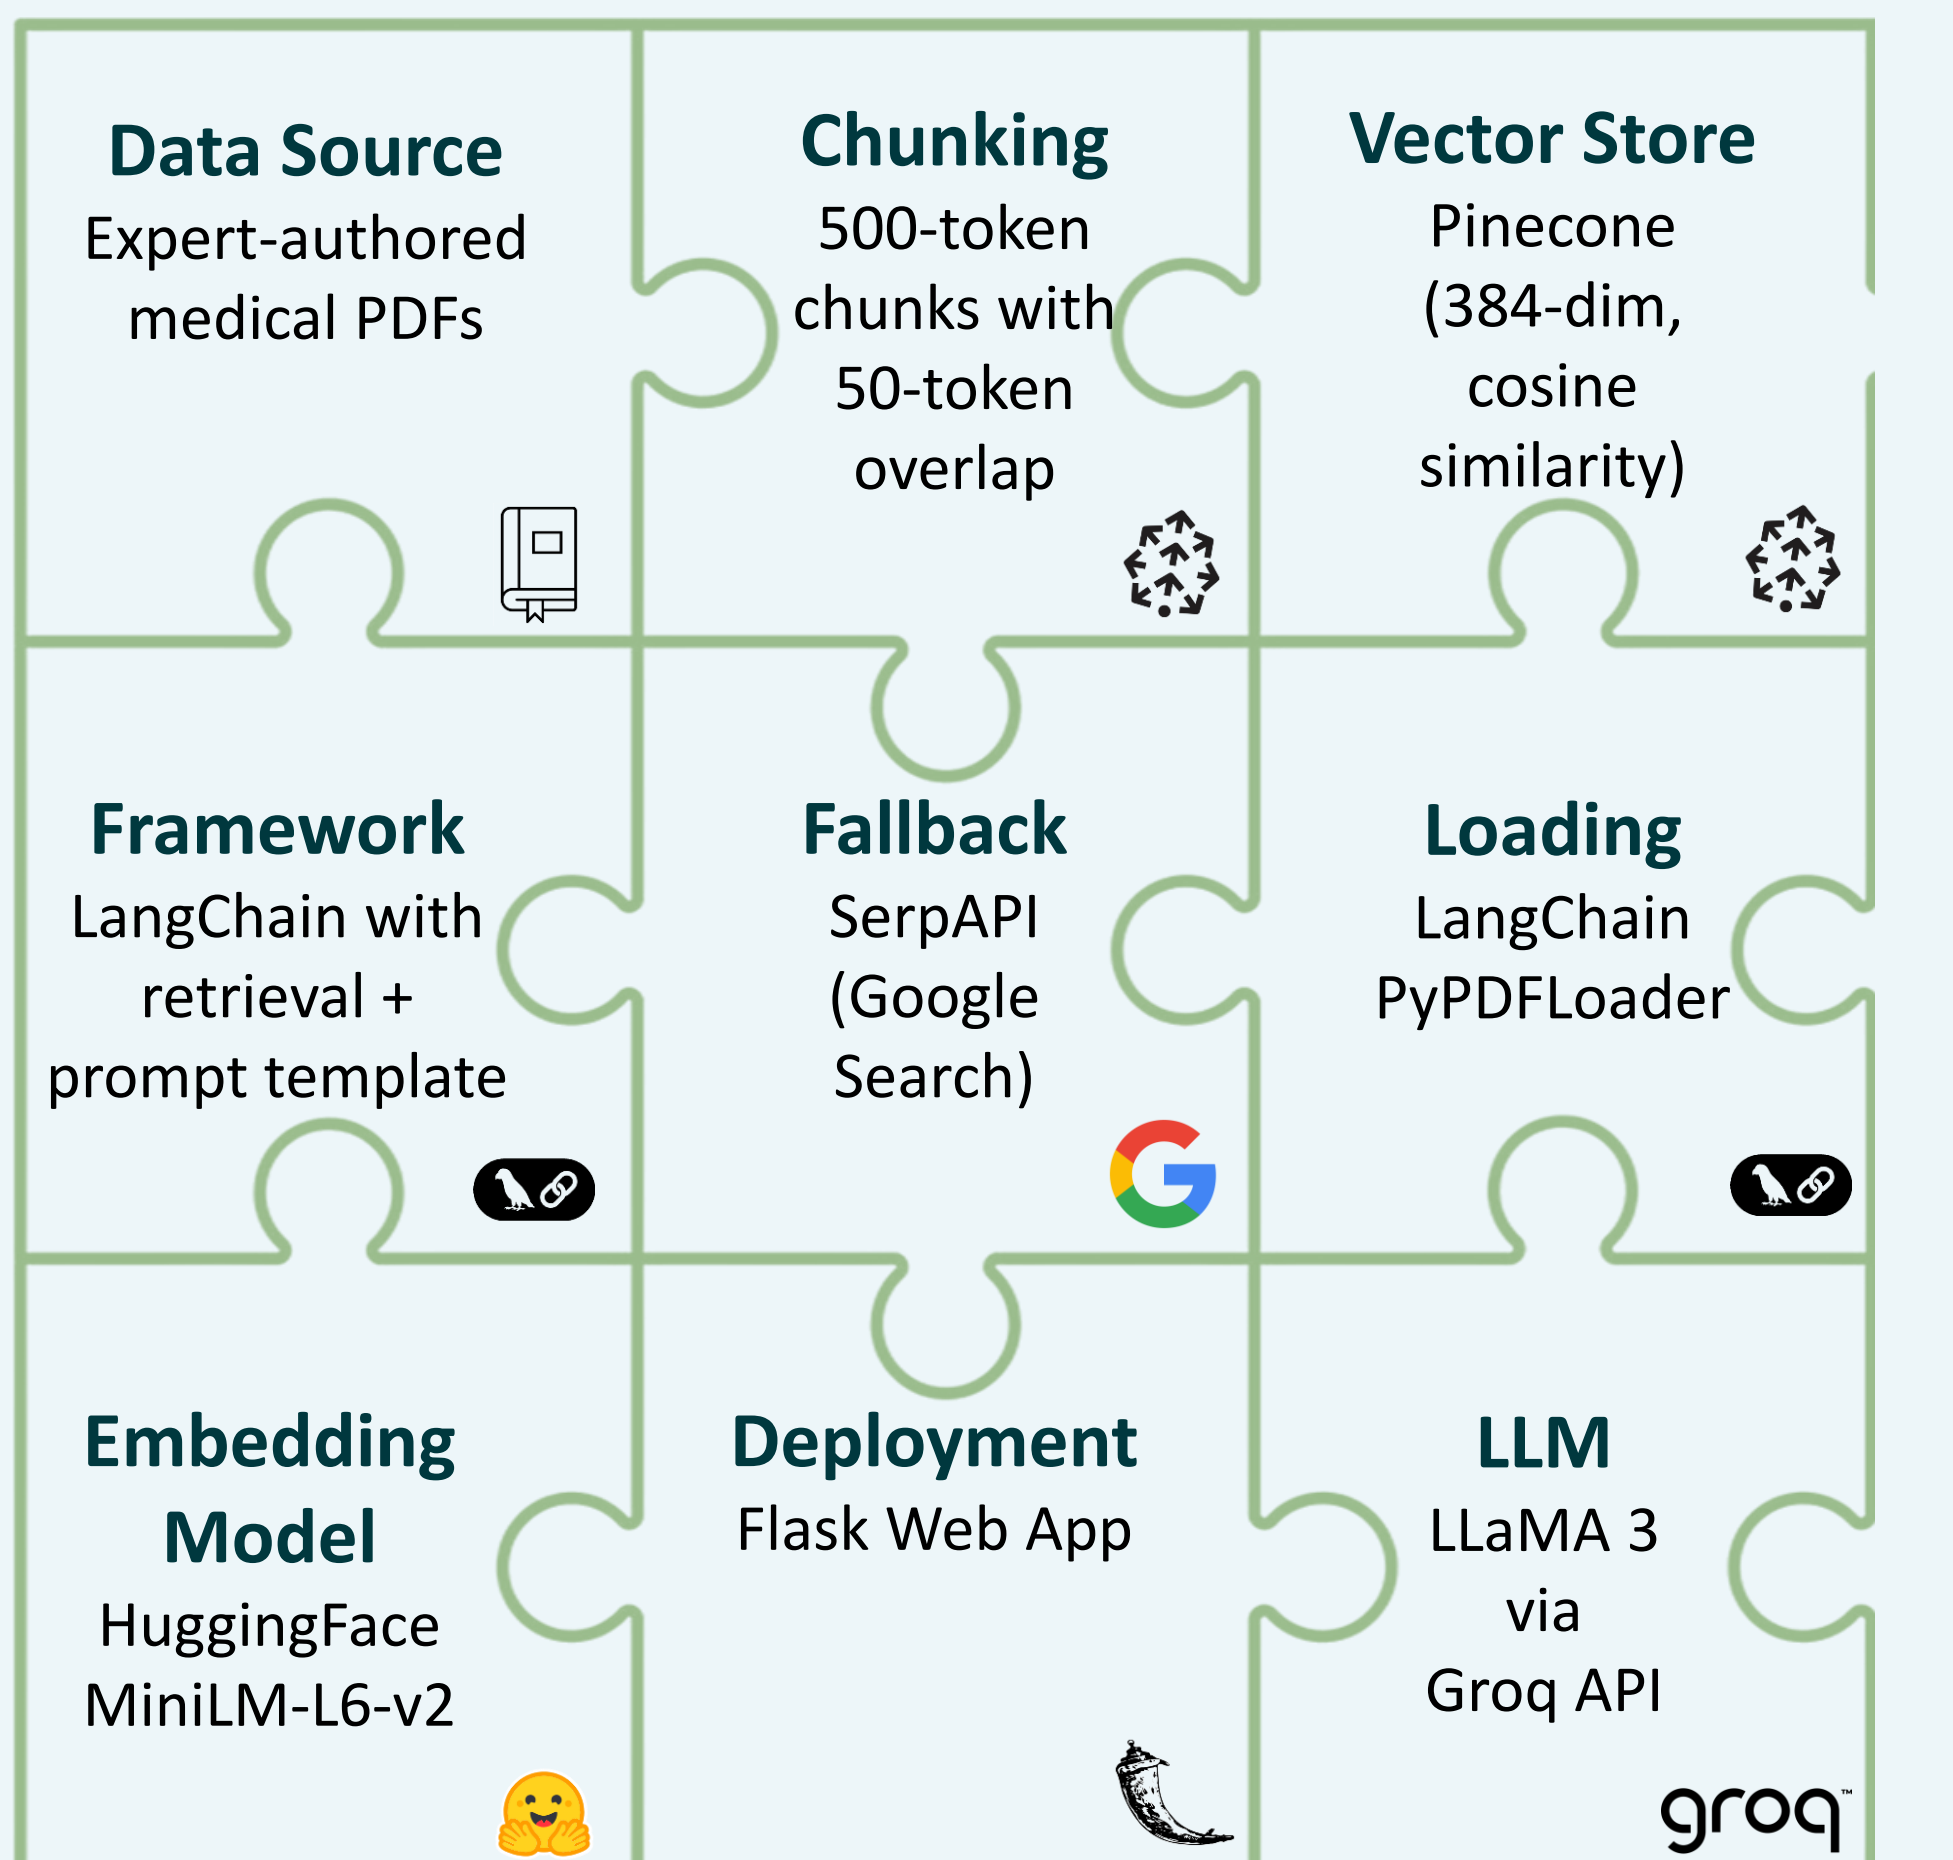 Data Source
Expert-authored
medical PDFs
Chunking
500-token
chunks with
50-token
overlap
Vector Store
Pinecone
(384-dim,
cosine
similarity)
Framework
LangChain with
retrieval +
prompt template
Fallback
SerpAPI
(Google
Search)
Loading
LangChain
PyPDFLoader
Embedding
Model
HuggingFace
MiniLM-L6-v2
Deployment
Flask Web App
LLM
LLaMA 3
via
Groq API
groq™